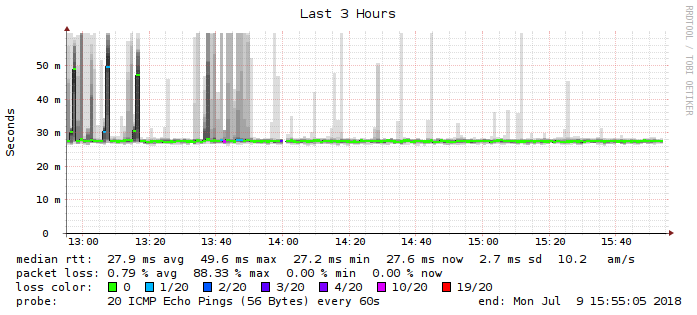 Last 3 Hours
RRDTOOL / TOBI OETIKER
Seconds
50 m
40 m
30 m
20 m
10 m
0
13:00 13:20 13:40 14:00 14:20 14:40 15:00 15:20 15:40
median rtt: 27.9 ms avg 49.6 ms max 27.2 ms min 27.6 ms now 2.7 ms sd 10.2 am/s
packet loss: 0.79 % avg 88.33 % max 0.00 % min 0.00 % now
loss color: 0 1/20 2/20 3/20 4/20 10/20 19/20
probe: 20 ICMP Echo Pings (56 Bytes) every 60s end: Mon Jul 9 15:55:05 2018